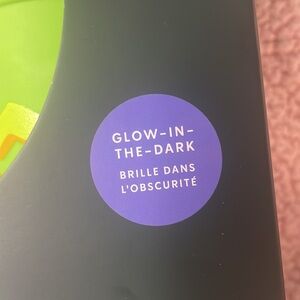 GLOW-IN-
THE-DARK
BRILLE DANS
L'OBSCURITÉ